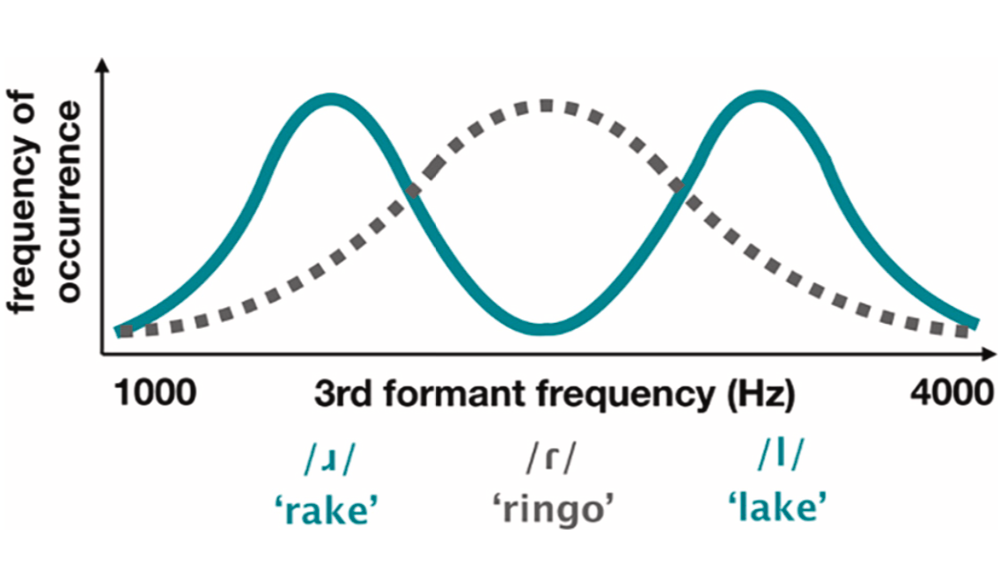 frequency of
occurrence
1000 3rd formant frequency (Hz) 4000
/ɹ/ /ɾ/ /l/
‘rake’ ‘ringo’ ‘lake’